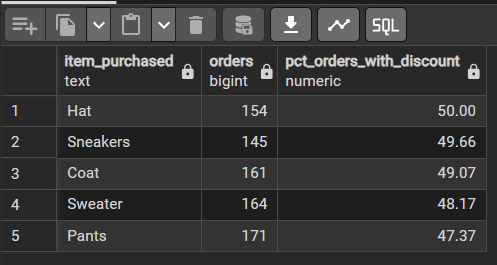 SQL
item_purchased orders pct_orders_with_discount
text bigint numeric
1 Hat 154 50.00
2 Sneakers 145 49.66
3 Coat 161 49.07
4 Sweater 164 48.17
5 Pants 171 47.37